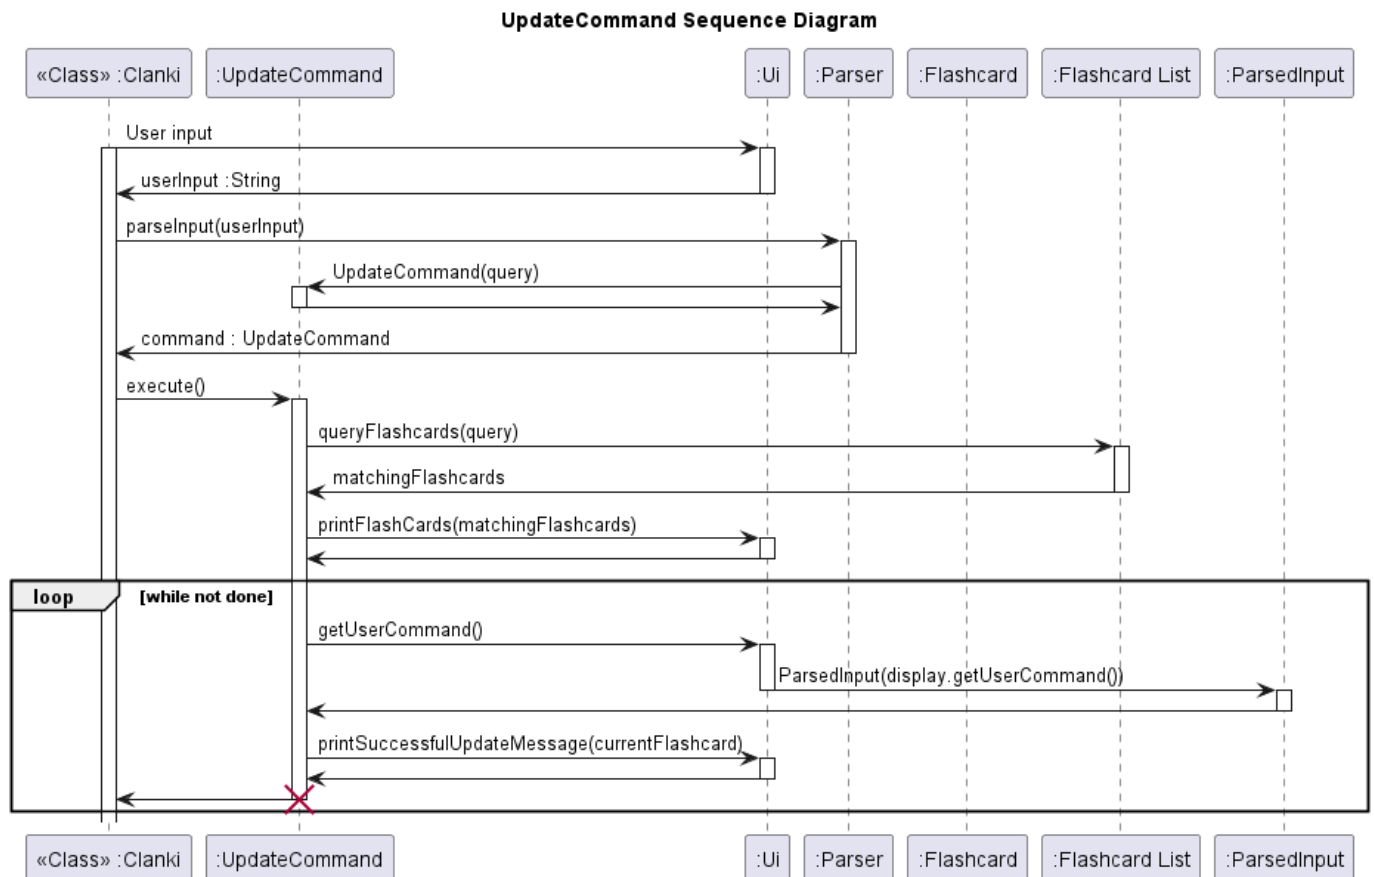 UpdateCommand Sequence Diagram
«Class» :Clanki :UpdateCommand :Ui :Parser :Flashcard :Flashcard List :ParsedInput
User input
userInput :String
parseInput(userInput)
UpdateCommand(query)
command : UpdateCommand
execute()
queryFlashcards(query)
matchingFlashcards
printFlashCards(matchingFlashcards)
loop [while not done]
getUserCommand()
ParsedInput(display.getUserCommand())
printSuccessfulUpdateMessage(currentFlashcard)
«Class» :Clanki :UpdateCommand :Ui :Parser :Flashcard :Flashcard List :ParsedInput